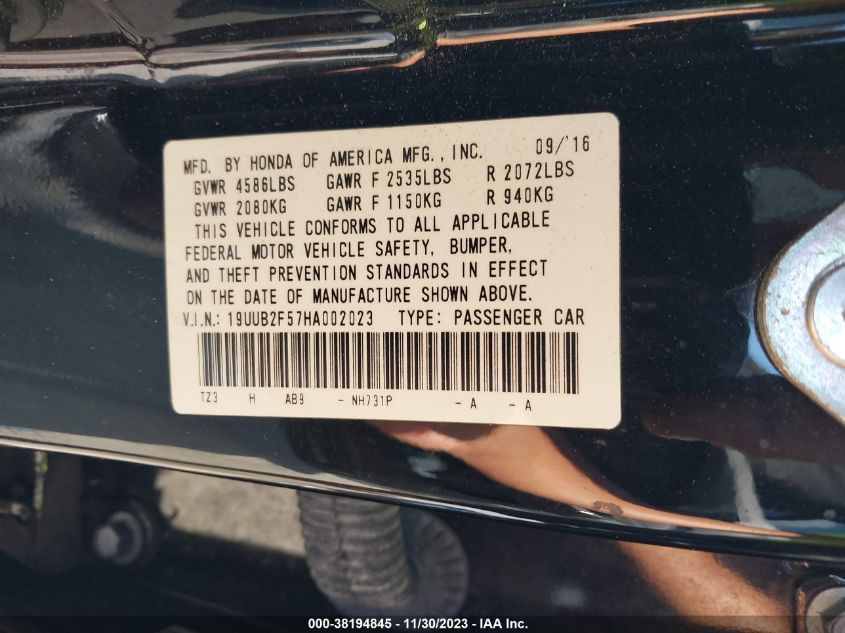 MFD. BY HONDA OF AMERICA MFG., INC. 09/'16
GVWR 4586LBS GAWR F 2535LBS R 2072LBS
GVWR 2080KG GAWR F 1150KG R 940KG
THIS VEHICLE CONFORMS TO ALL APPLICABLE
FEDERAL MOTOR VEHICLE SAFETY, BUMPER,
AND THEFT PREVENTION STANDARDS IN EFFECT
ON THE DATE OF MANUFACTURE SHOWN ABOVE.
V.I.N.: 19UUB2F57HA002023 TYPE: PASSENGER CAR
TZ3 H AB9 - NH731P - A - A
000-38194845 / 11/30/2023 - IAA Inc.